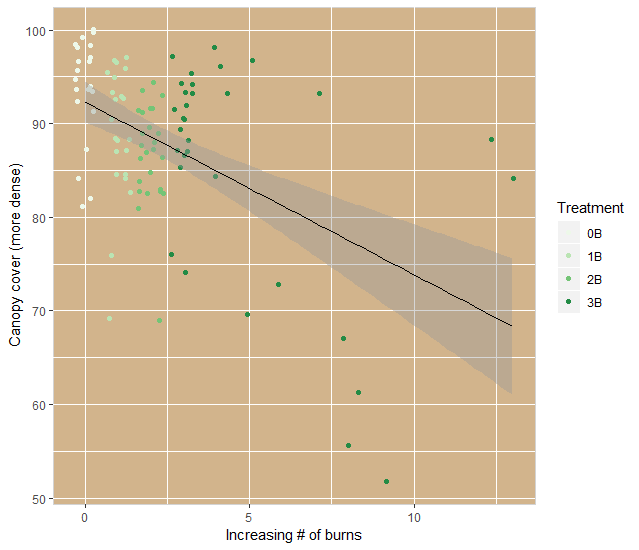 Canopy cover (more dense)
100
90
80
70
60
50
0
5
10
Increasing # of burns
Treatment
0B
1B
2B
3B